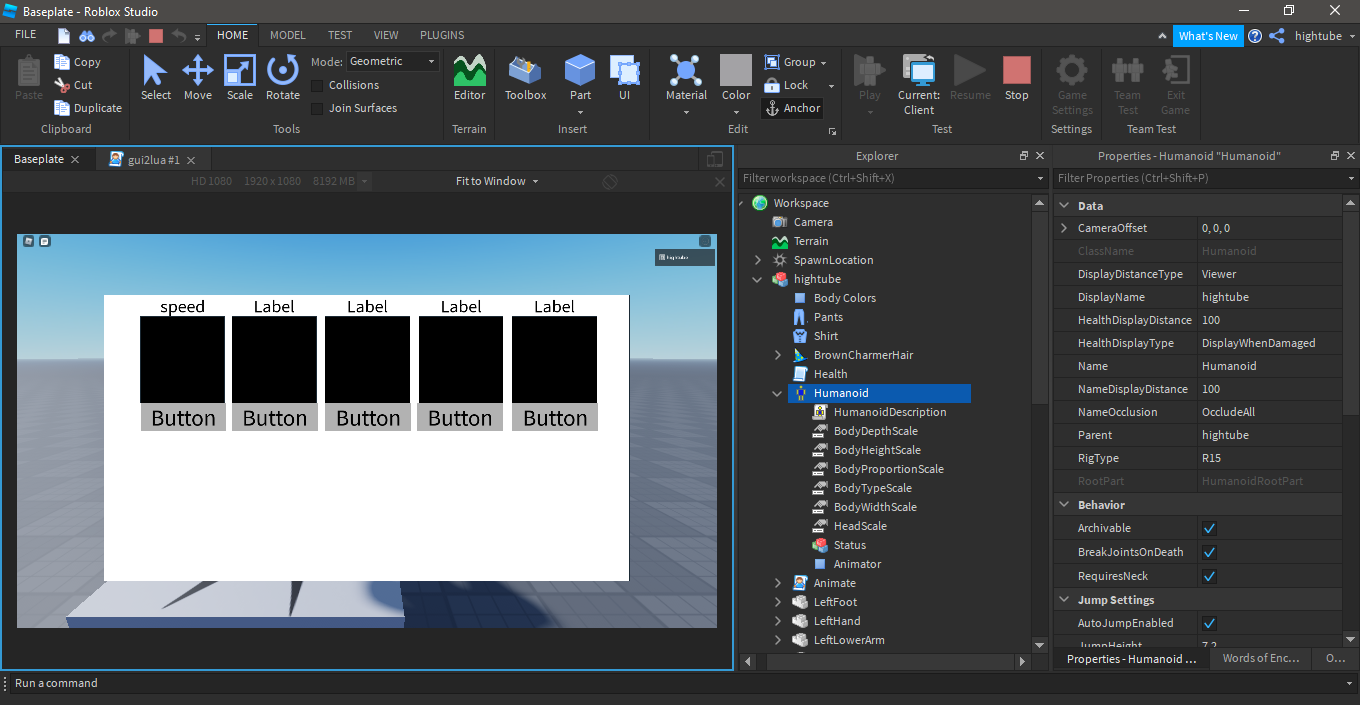 Baseplate - Roblox Studio
FILE HOME MODEL TEST VIEW PLUGINS What's New hightube
Paste Copy Cut Duplicate Clipboard
Select Move Scale Rotate Mode: Geometric Collisions Join Surfaces Tools
Editor Terrain
Toolbox Part UI Insert
Material Color Group Lock Anchor Edit
Play Current: Client Resume Stop Test
Game Settings Settings
Team Test Exit Game Team Test
Baseplate gui2lua #1
HD 1080 1920 x 1080 8192 MB Fit to Window
hightube
speed Label Label Label Label
Button Button Button Button Button
Explorer
Filter workspace (Ctrl+Shift+X)
Workspace
Camera
Terrain
SpawnLocation
hightube
Body Colors
Pants
Shirt
BrownCharmerHair
Health
Humanoid
HumanoidDescription
BodyDepthScale
BodyHeightScale
BodyProportionScale
BodyTypeScale
BodyWidthScale
HeadScale
Status
Animator
Animate
LeftFoot
LeftHand
LeftLowerArm
Properties - Humanoid "Humanoid"
Filter Properties (Ctrl+Shift+P)
Data
CameraOffset 0, 0, 0
ClassName Humanoid
DisplayDistanceType Viewer
DisplayName hightube
HealthDisplayDistance 100
HealthDisplayType DisplayWhenDamaged
Name Humanoid
NameDisplayDistance 100
NameOcclusion OccludeAll
Parent hightube
RigType R15
RootPart HumanoidRootPart
Behavior
Archivable
BreakJointsOnDeath
RequiresNeck
Jump Settings
AutoJumpEnabled
JumpHeight 7.2
Properties - Humanoid ... Words of Enc... O...
Run a command